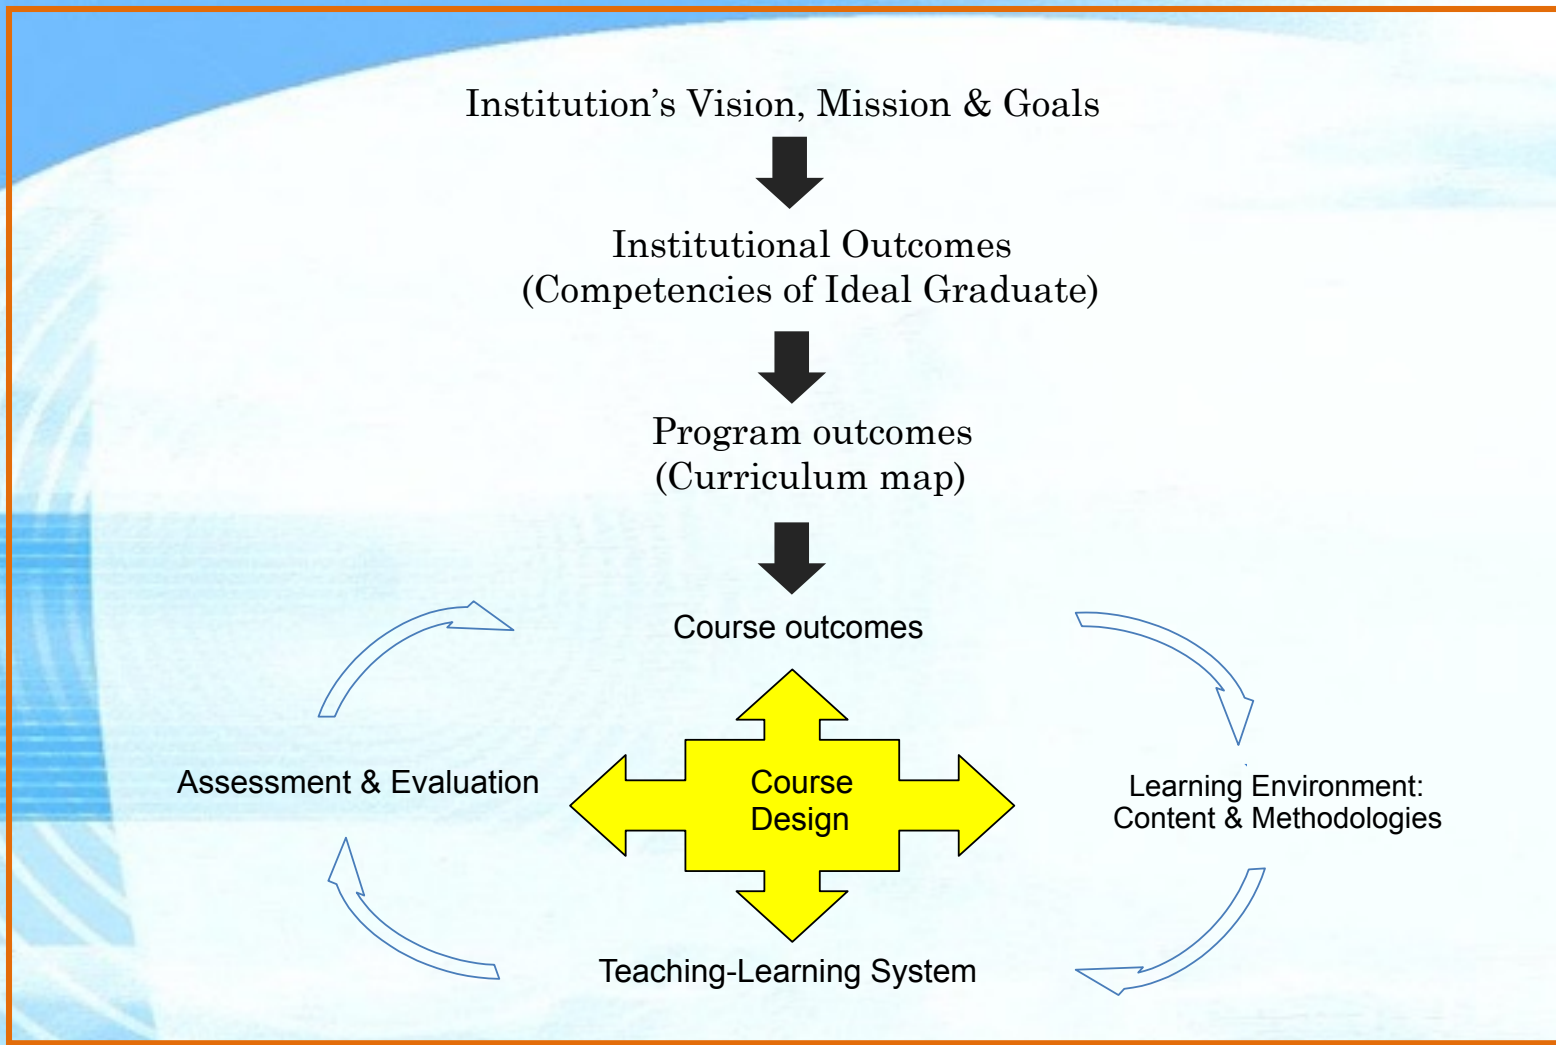 Institution’s Vision, Mission & Goals
Institutional Outcomes
(Competencies of Ideal Graduate)
Program outcomes
(Curriculum map)
Course outcomes
Assessment & Evaluation
Course
Design
Learning Environment:
Content & Methodologies
Teaching-Learning System